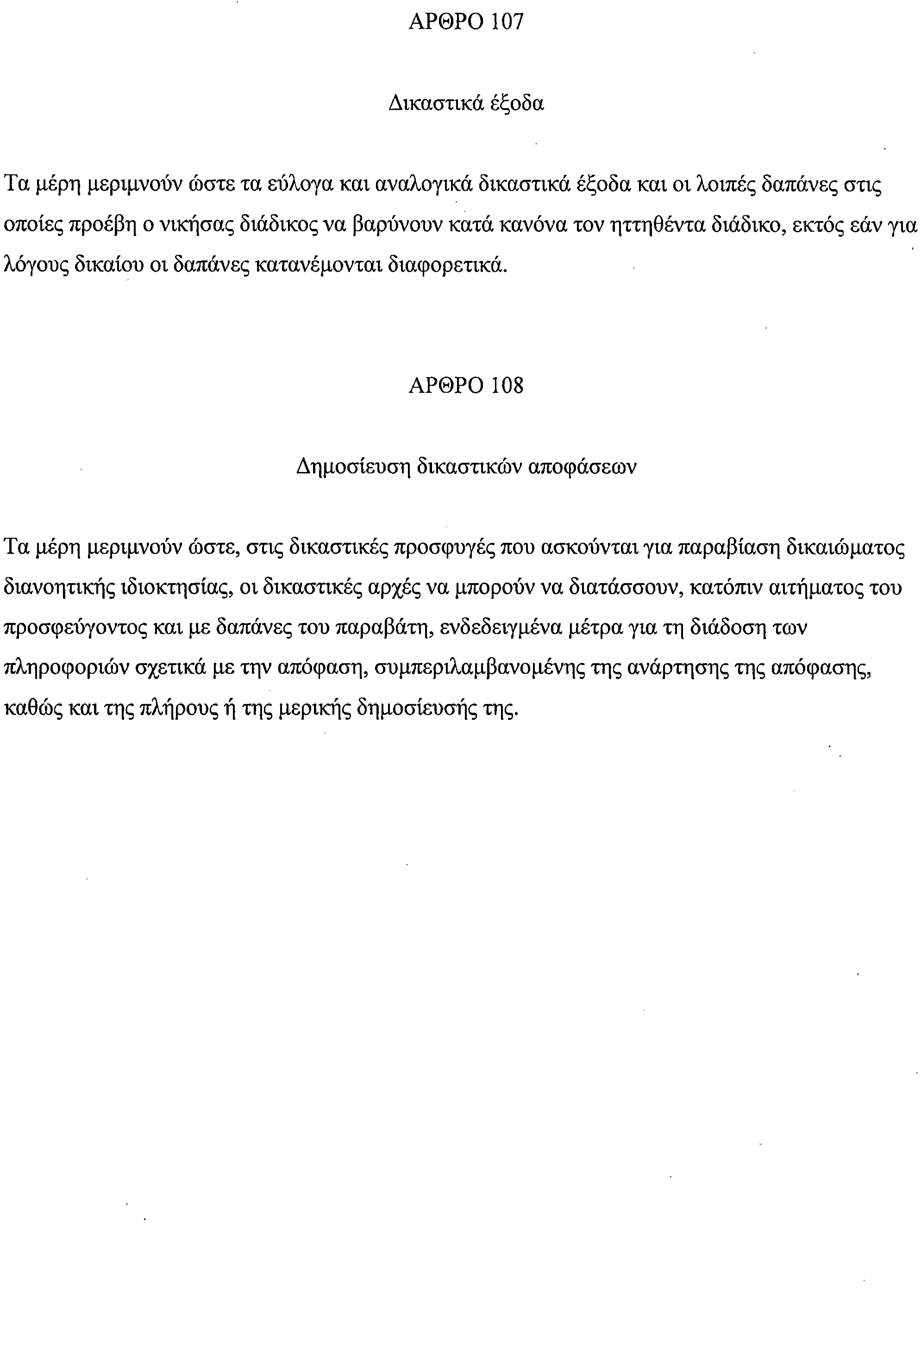 ΑΡΘΡΟ 107
Δικαστικά έξοδα
Τα μέρη μεριμνούν ώστε τα εύλογα και αναλογικά δικαστικά έξοδα και οι λοιπές δαπάνες στις
οποίες προέβη ο νικήσας διάδικος να βαρύνουν κατά κανόνα τον ηττηθέντα διάδικο, εκτός εάν για
λόγους δικαίου οι δαπάνες κατανέμονται διαφορετικά.
ΑΡΘΡΟ 108
Δημοσίευση δικαστικών αποφάσεων
Τα μέρη μεριμνούν ώστε, στις δικαστικές προσφυγές που ασκούνται για παραβίαση δικαιώματος
διανοητικής ιδιοκτησίας, οι δικαστικές αρχές να μπορούν να διατάσσουν, κατόπιν αιτήματος του
προσφεύγοντος και με δαπάνες του παραβάτη, ενδεδειγμένα μέτρα για τη διάδοση των
πληροφοριών σχετικά με την απόφαση, συμπεριλαμβανομένης της ανάρτησης της απόφασης,
καθώς και της πλήρους ή της μερικής δημοσίευσής της.